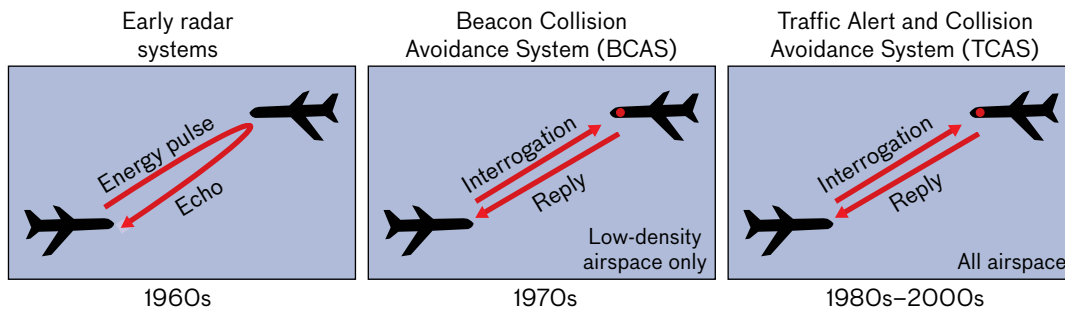 Early radar
systems
Energy pulse
Echo
1960s
Beacon Collision
Avoidance System (BCAS)
Interrogation
Reply
Low-density
airspace only
1970s
Traffic Alert and Collision
Avoidance System (TCAS)
Interrogation
Reply
All airspace
1980s–2000s